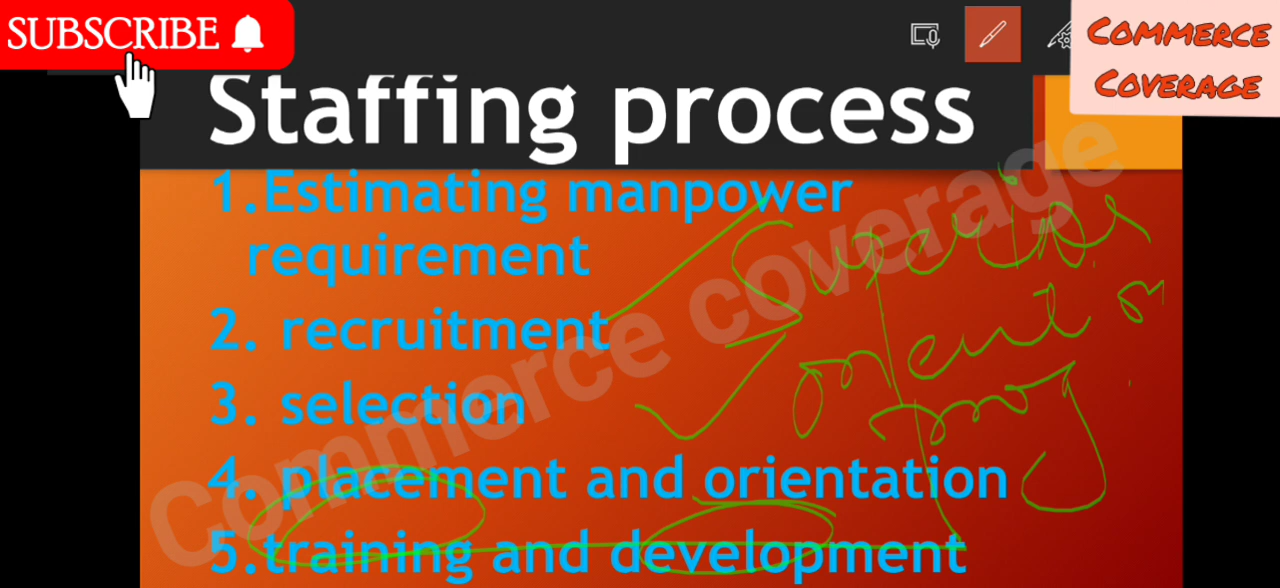 SUBSCRIBE
COMMERCE
COVERAGE
Staffing process
1.Estimating manpower
requirement
2. recruitment
3. selection
4. placement and orientation
5.training and development
Commerce coverage